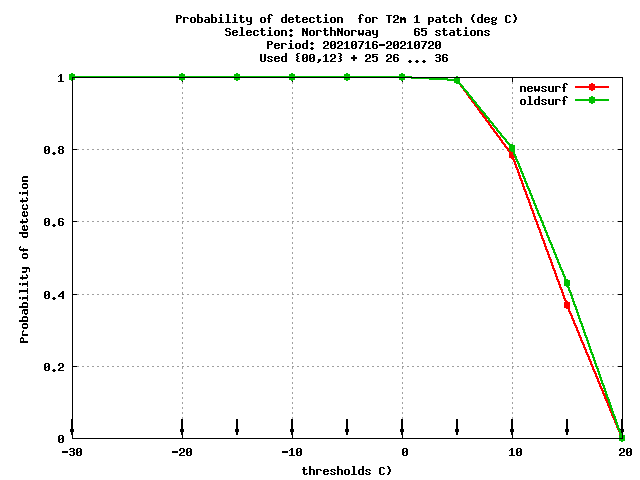 Probability of detection  for T2m 1 patch (deg C)
Selection: NorthNorway     65 stations
Period: 20210716-20210720
Used {00,12} + 25 26 ... 36
newsurf
oldsurf
Probability of detection
1
0.8
0.6
0.4
0.2
0
-30 -20 -10 0 10 20
thresholds C)